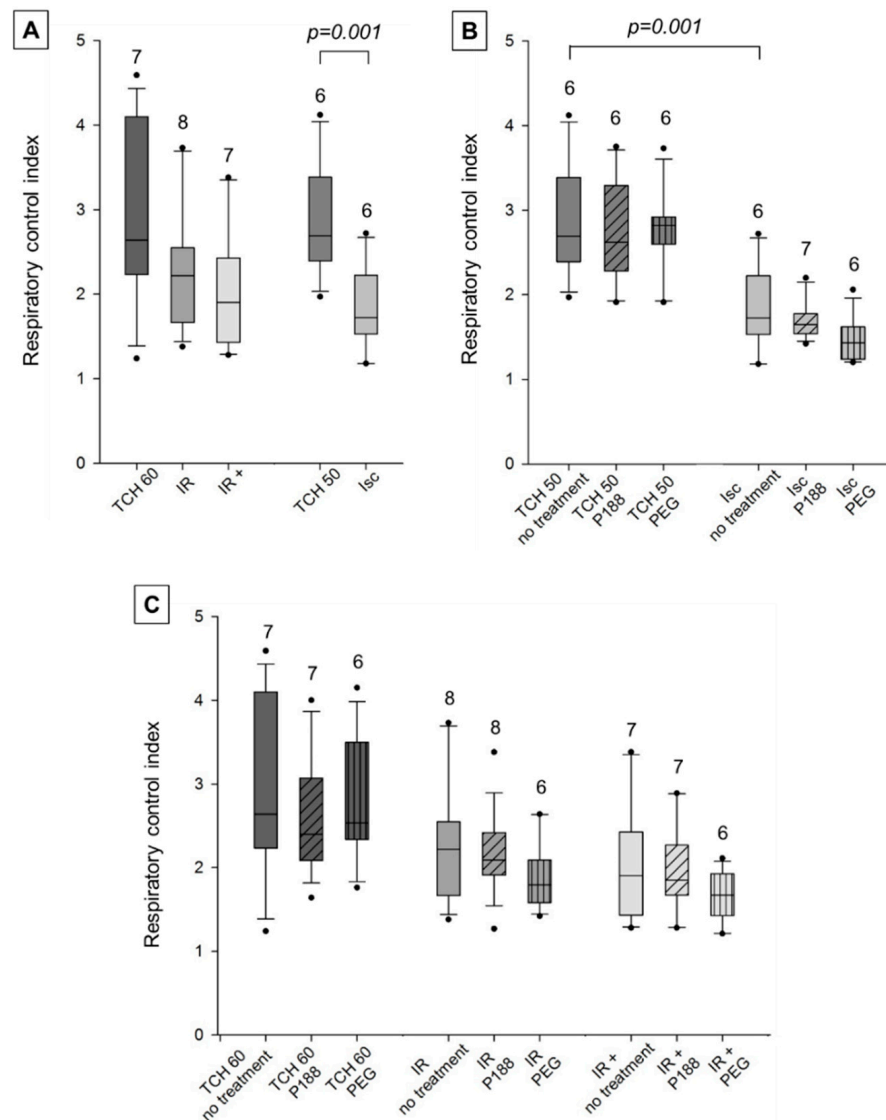 A
p=0.001
Respiratory control index
5
4
3
2
1
0
7
8
7
6
6
TCH 60
IR
IR +
TCH 50
Isc
B
p=0.001
Respiratory control index
5
4
3
2
1
0
6
6
6
6
7
6
TCH 50
no treatment
TCH 50
P188
TCH 50
PEG
Isc
no treatment
Isc
P188
Isc
PEG
C
Respiratory control index
5
4
3
2
1
0
7
7
6
8
8
6
7
7
6
TCH 60
no treatment
TCH 60
P188
TCH 60
PEG
IR
no treatment
IR
P188
IR
PEG
IR +
no treatment
IR +
P188
IR +
PEG